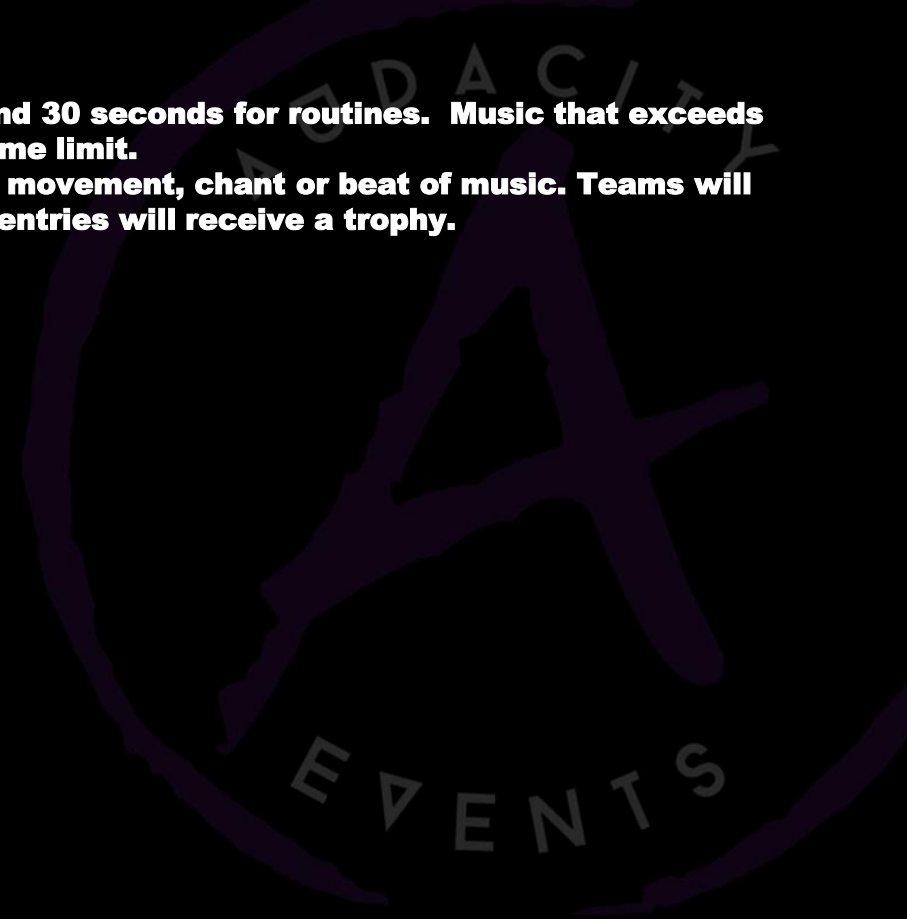 AUDACITY
nd 30 seconds for routines.  Music that exceeds
me limit.
movement, chant or beat of music. Teams will
entries will receive a trophy.
EVENTS